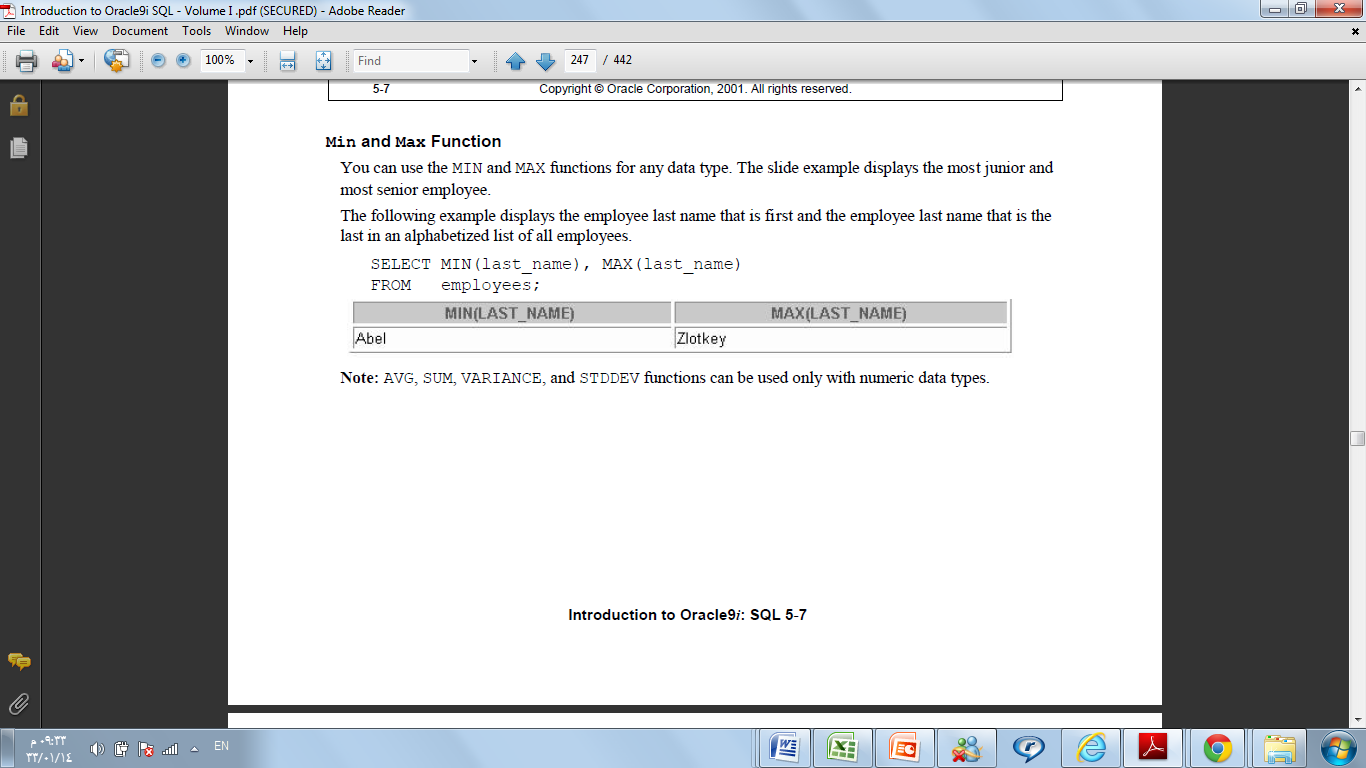 Introduction to Oracle9i SQL - Volume I .pdf (SECURED) - Adobe Reader
File Edit View Document Tools Window Help
100% Find 247 / 442
5-7 Copyright © Oracle Corporation, 2001. All rights reserved.
Min and Max Function
You can use the MIN and MAX functions for any data type. The slide example displays the most junior and
most senior employee.
The following example displays the employee last name that is first and the employee last name that is the
last in an alphabetized list of all employees.
SELECT MIN(last_name), MAX(last_name)
FROM employees;
MIN(LAST_NAME) MAX(LAST_NAME)
Abel Zlotkey
Note: AVG, SUM, VARIANCE, and STDDEV functions can be used only with numeric data types.
Introduction to Oracle9i: SQL 5-7
٠٩:٢٣ م
EN
٣٣/٠١/١٤